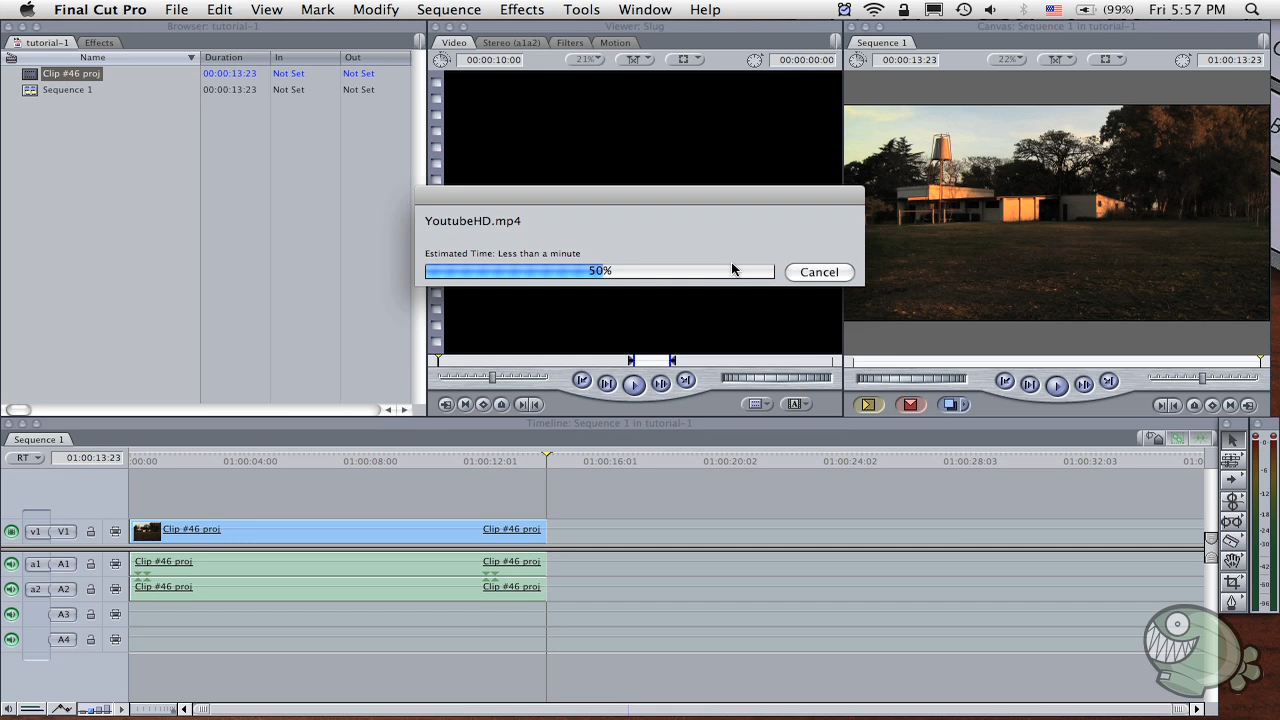 Final Cut Pro File Edit View Mark Modify Sequence Effects Tools Window Help (99%) Fri 5:57 PM
Browser: tutorial-1
tutorial-1 Effects
Name Duration In Out
Clip #46 proj 00:00:13:23 Not Set Not Set
Sequence 1 00:00:13:23 Not Set Not Set
Viewer: Slug
Video Stereo (a1a2) Filters Motion
00:00:10:00 21% 00:00:00:00
Canvas: Sequence 1 in tutorial-1
Sequence 1
00:00:13:23 22% 01:00:13:23
YoutubeHD.mp4
Estimated Time: Less than a minute
50%
Cancel
Timeline: Sequence 1 in tutorial-1
Sequence 1
RT 01:00:13:23 :00:00 01:00:04:00 01:00:08:00 01:00:12:01 01:00:16:01 01:00:20:02 01:00:24:02 01:00:28:03 01:00:32:03 01:0
v1 V1 Clip #46 proj Clip #46 proj
a1 A1 Clip #46 proj Clip #46 proj
a2 A2 Clip #46 proj Clip #46 proj
A3
A4